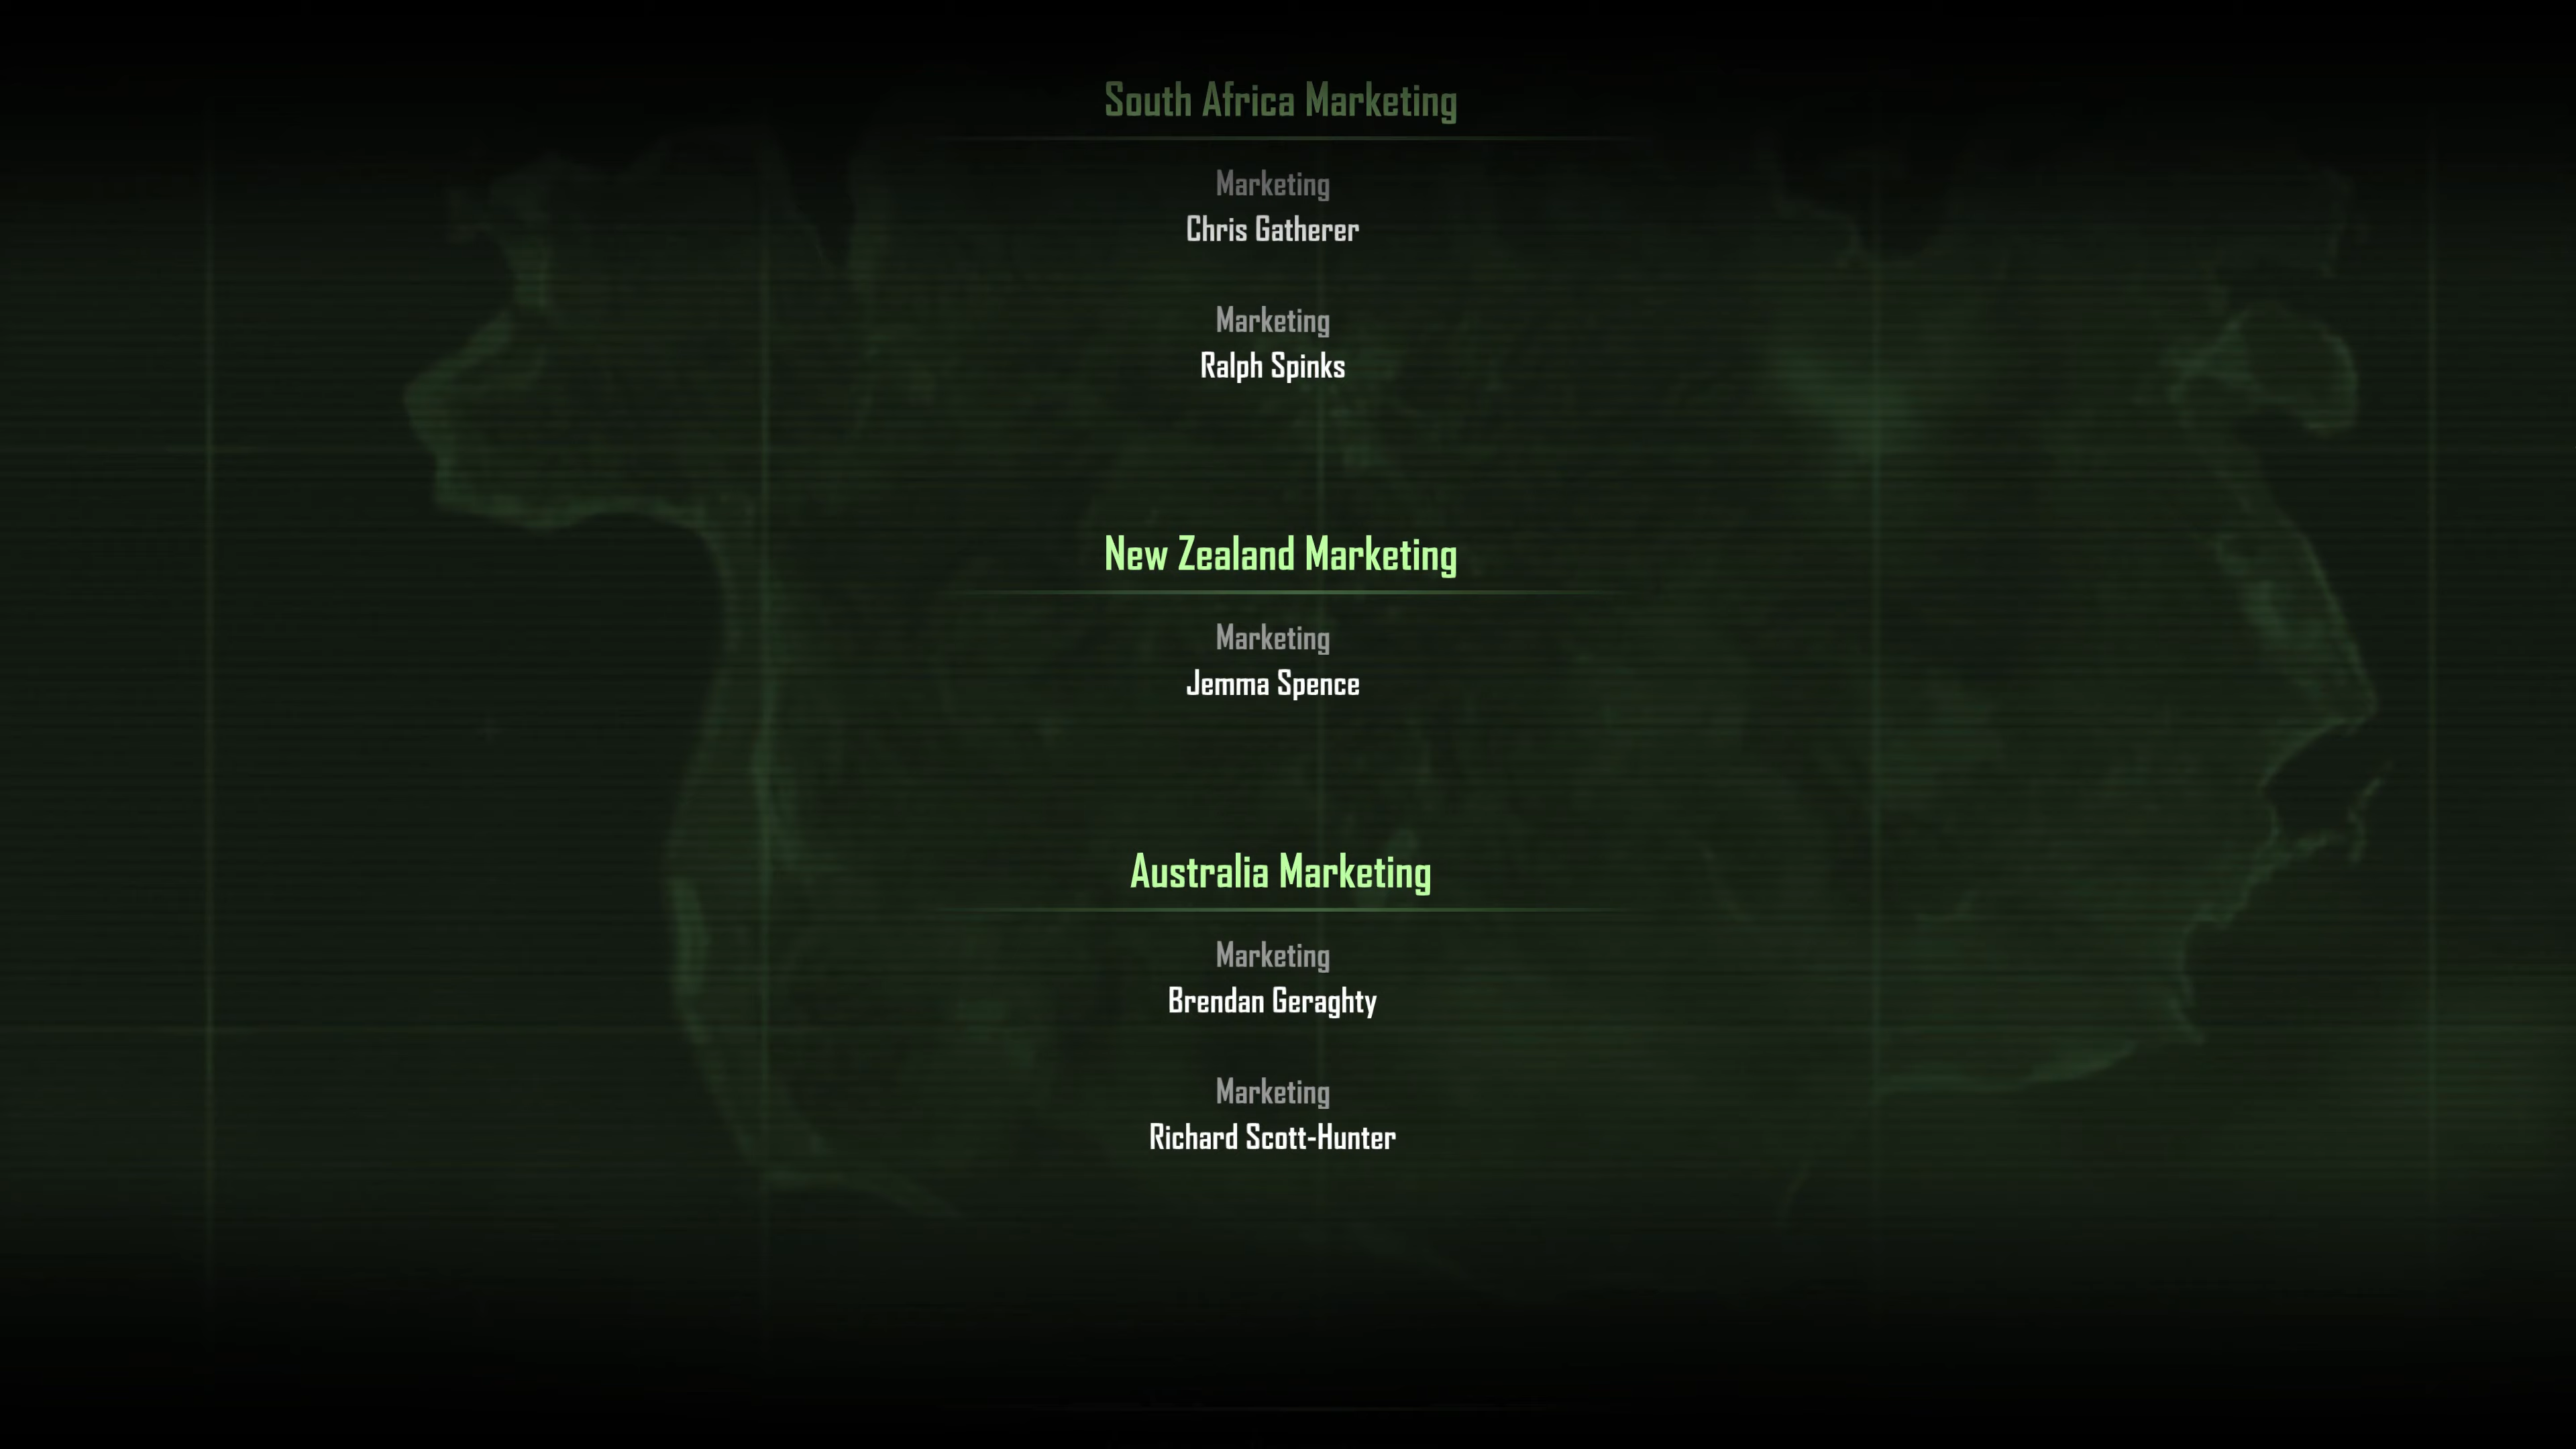 South Africa Marketing
Marketing
Chris Gatherer
Marketing
Ralph Spinks
New Zealand Marketing
Marketing
Jemma Spence
Australia Marketing
Marketing
Brendan Geraghty
Marketing
Richard Scott-Hunter